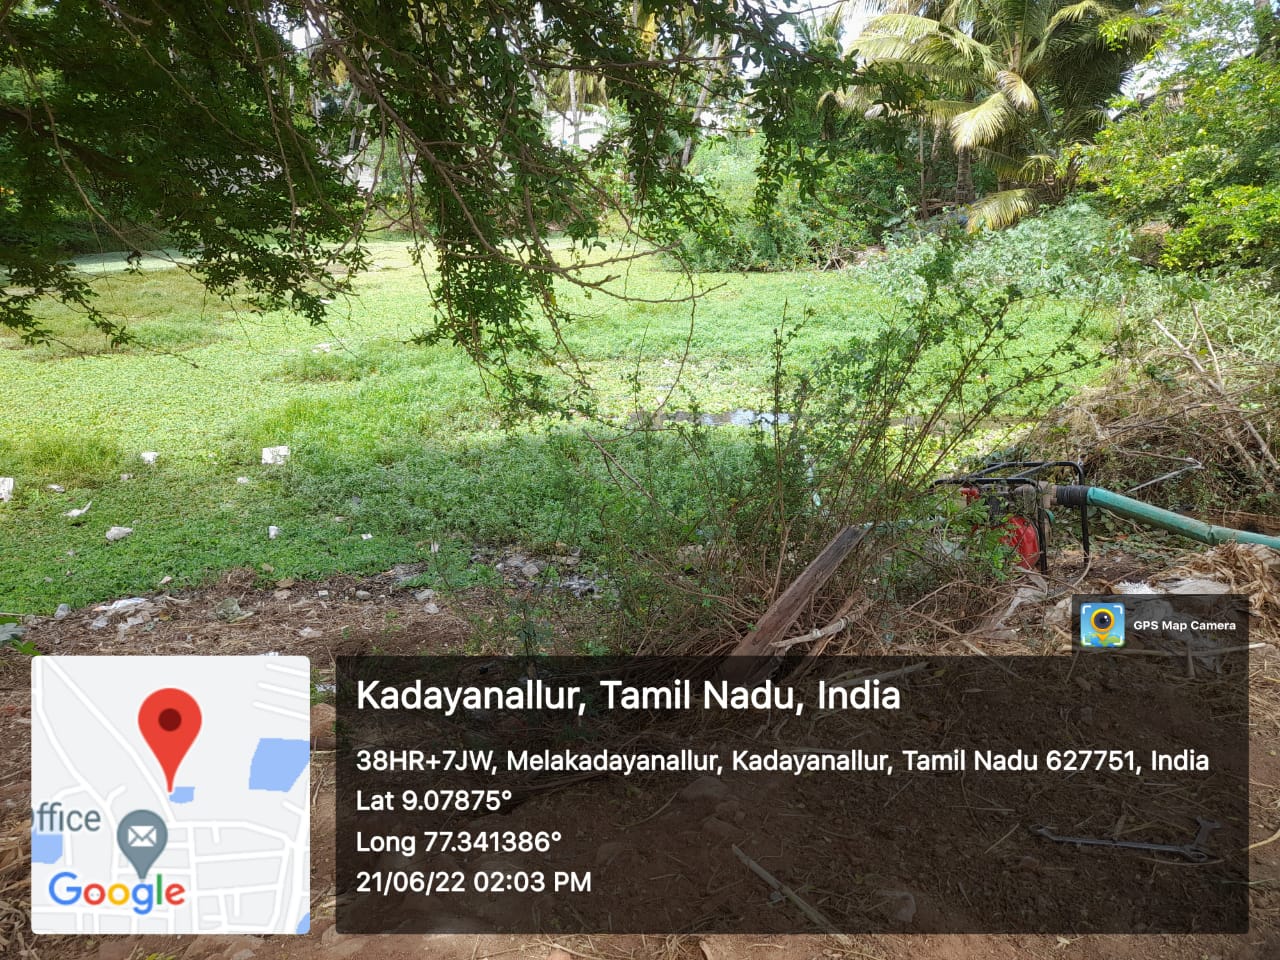 GPS Map Camera
Kadayanallur, Tamil Nadu, India
38HR+7JW, Melakadayanallur, Kadayanallur, Tamil Nadu 627751, India
Lat 9.07875°
Long 77.341386°
21/06/22 02:03 PM
ffice
Google